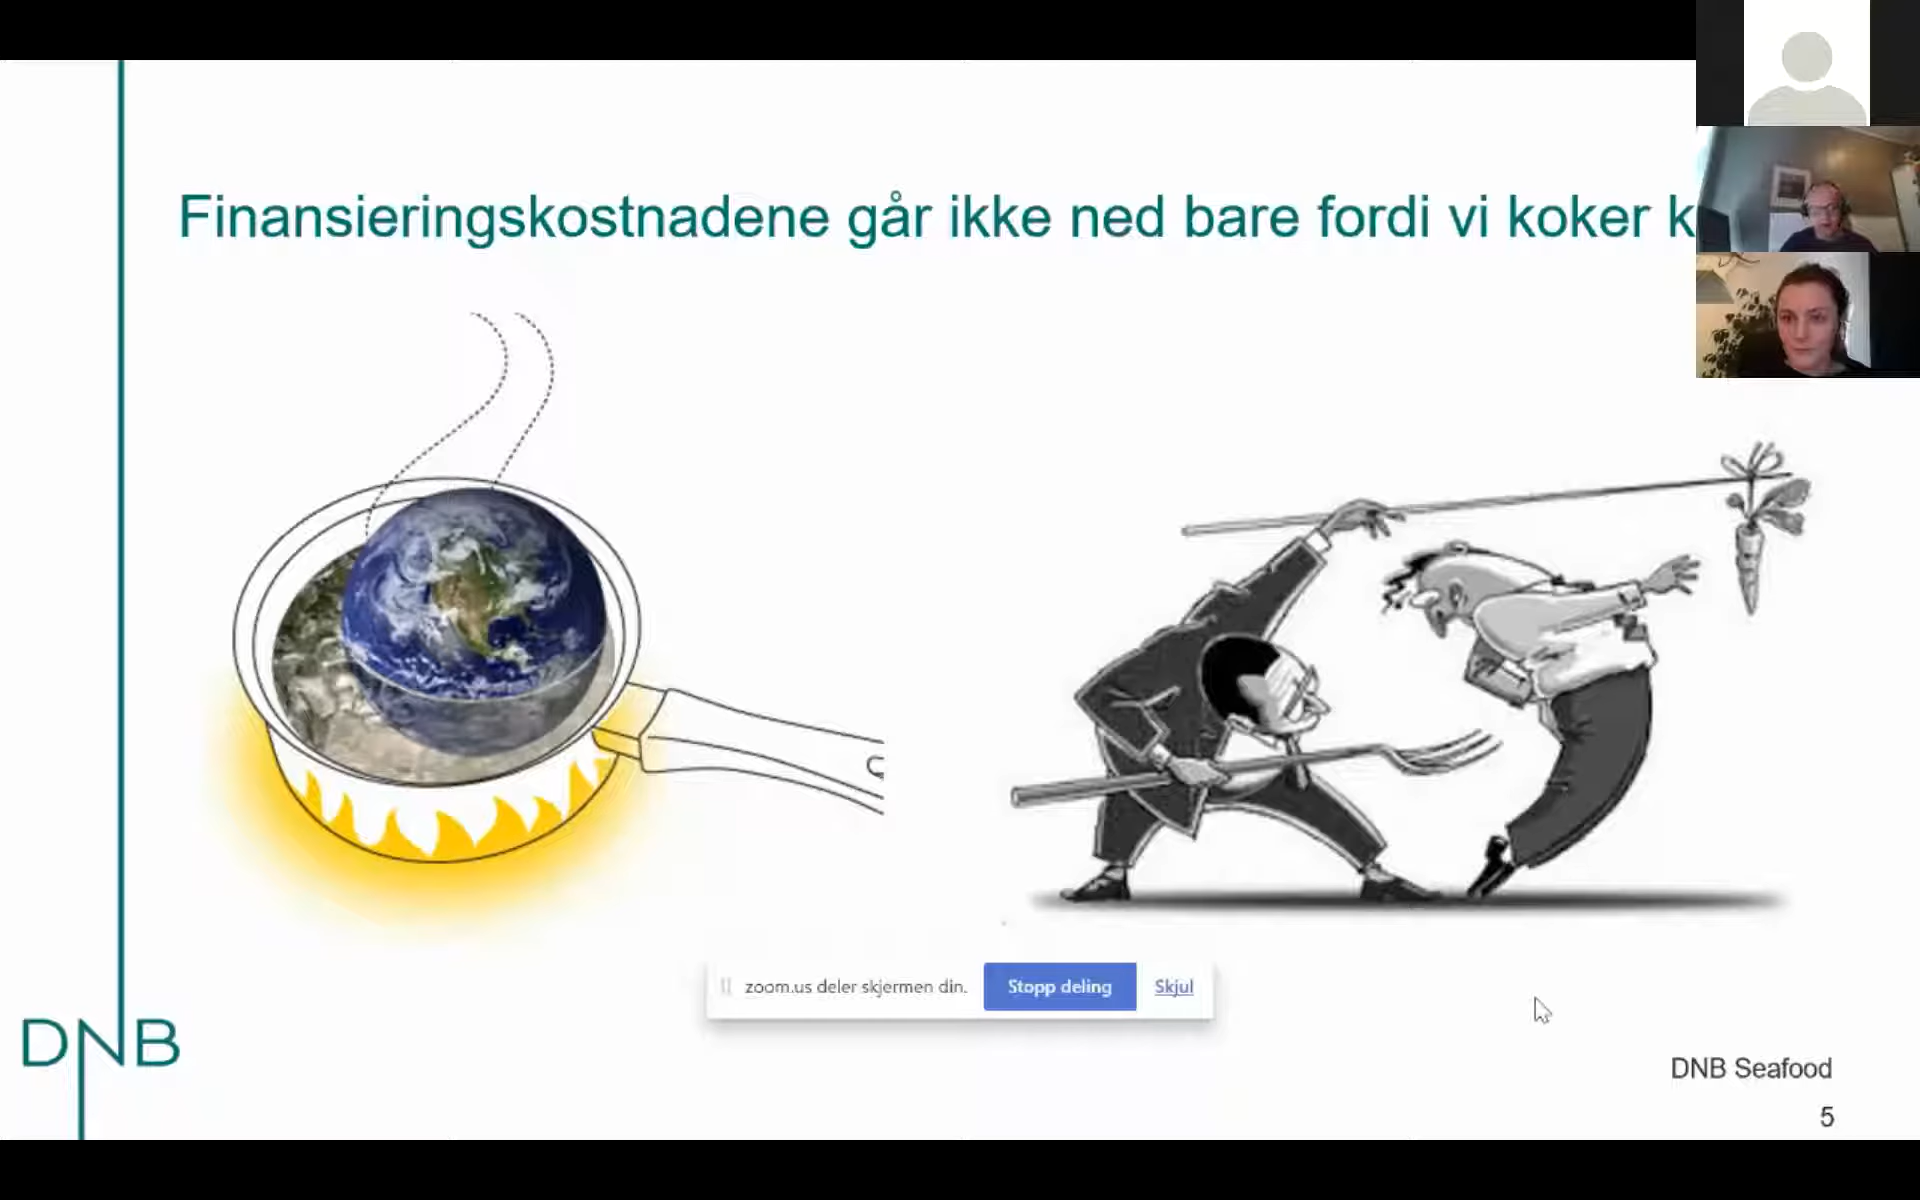 Finansieringskostnadene går ikke ned bare fordi vi koker k
zoom.us deler skjermen din.
Stopp deling
Skjul
DNB
DNB Seafood
5